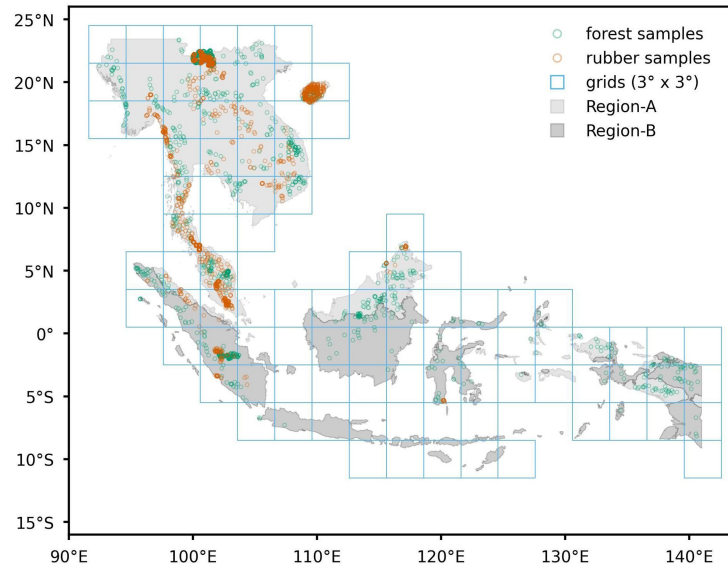 25°N
20°N
15°N
10°N
5°N
0°
5°S
10°S
15°S
90°E
100°E
110°E
120°E
130°E
140°E
forest samples
rubber samples
grids (3° x 3°)
Region-A
Region-B